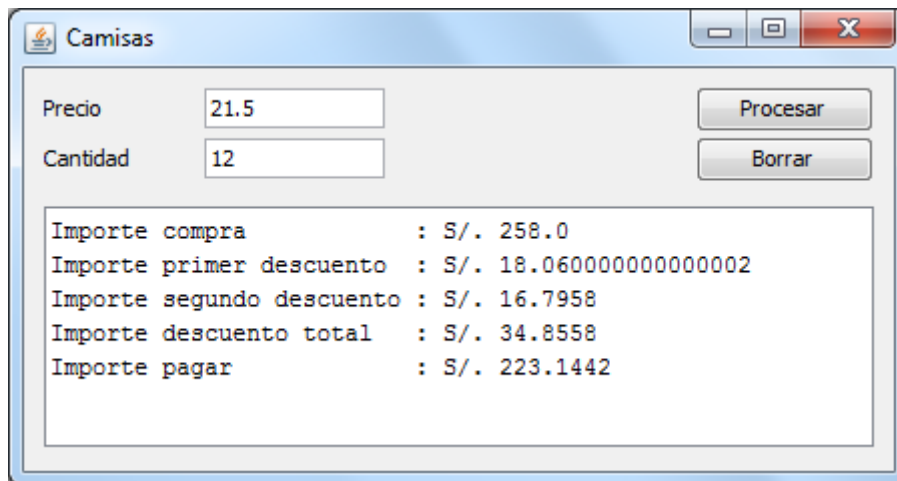 Camisas
Precio 21.5 Procesar
Cantidad 12 Borrar
Importe compra : S/. 258.0
Importe primer descuento : S/. 18.060000000000002
Importe segundo descuento : S/. 16.7958
Importe descuento total : S/. 34.8558
Importe pagar : S/. 223.1442